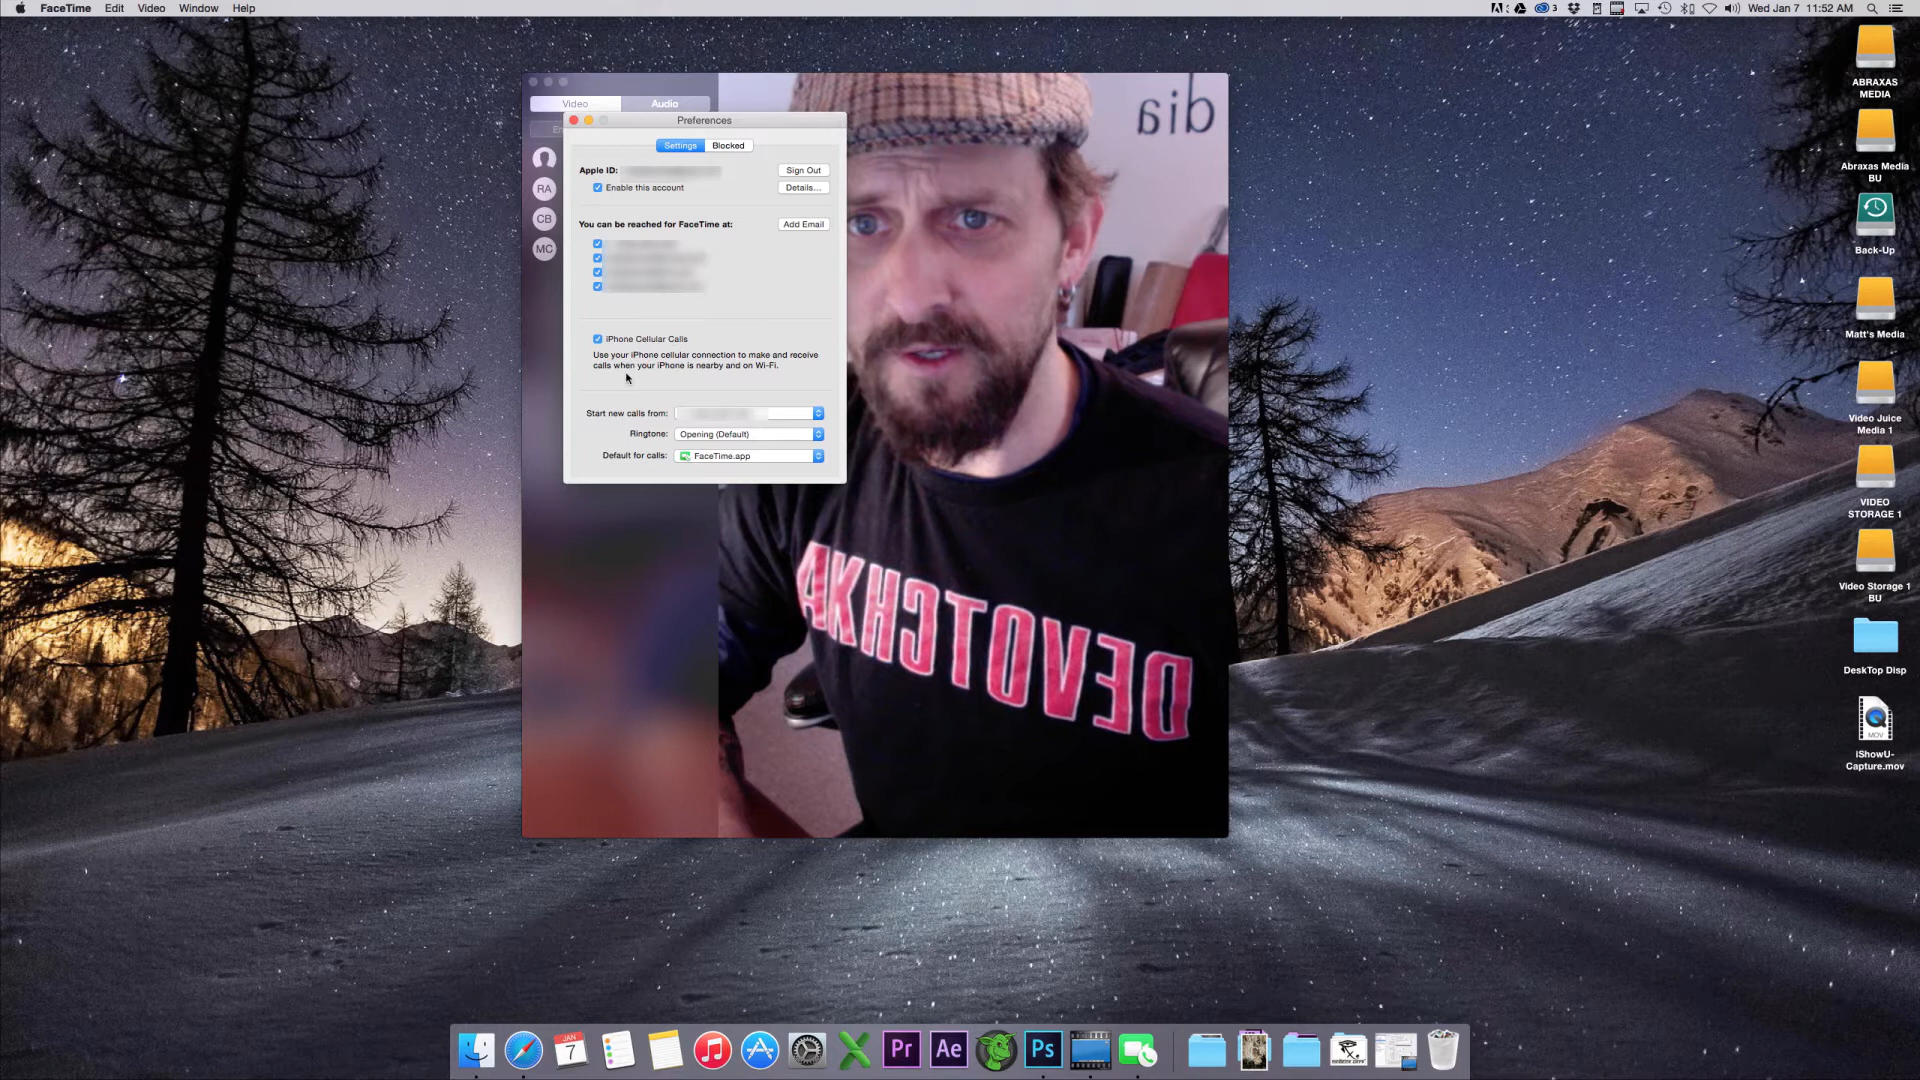 FaceTime Edit Video Window Help
3
Wed Jan 7 11:52 AM
Video Audio
Preferences
Settings Blocked
Apple ID:
Sign Out
Enable this account
Details...
You can be reached for FaceTime at:
Add Email
iPhone Cellular Calls
Use your iPhone cellular connection to make and receive
calls when your iPhone is nearby and on Wi-Fi.
Start new calls from:
Ringtone: Opening (Default)
Default for calls: FaceTime.app
RA
CB
MC
dia
DEVOTCHKA
ABRAXAS
MEDIA
Abraxas Media
BU
Back-Up
Matt's Media
Video Juice
Media 1
VIDEO
STORAGE 1
Video Storage 1
BU
DeskTop Disp
MOV
iShowU-
Capture.mov
JAN
7
Pr
Ae
Ps